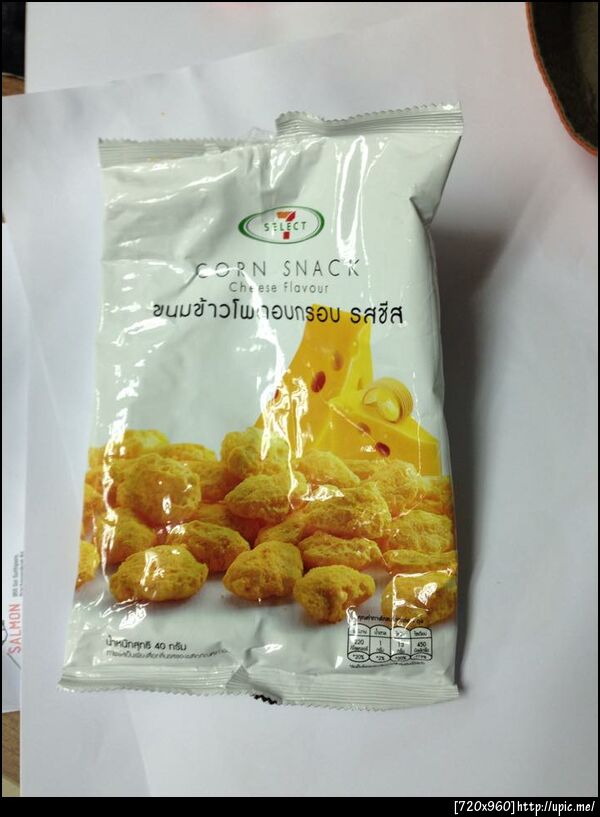 7
SELECT
CORN SNACK
Cheese Flavour
ขนมข้าวโพดอบกรอบ รสชีส
น้ำหนักสุทธิ 40 กรัม
SALMON
[720x960]http://upic.me/